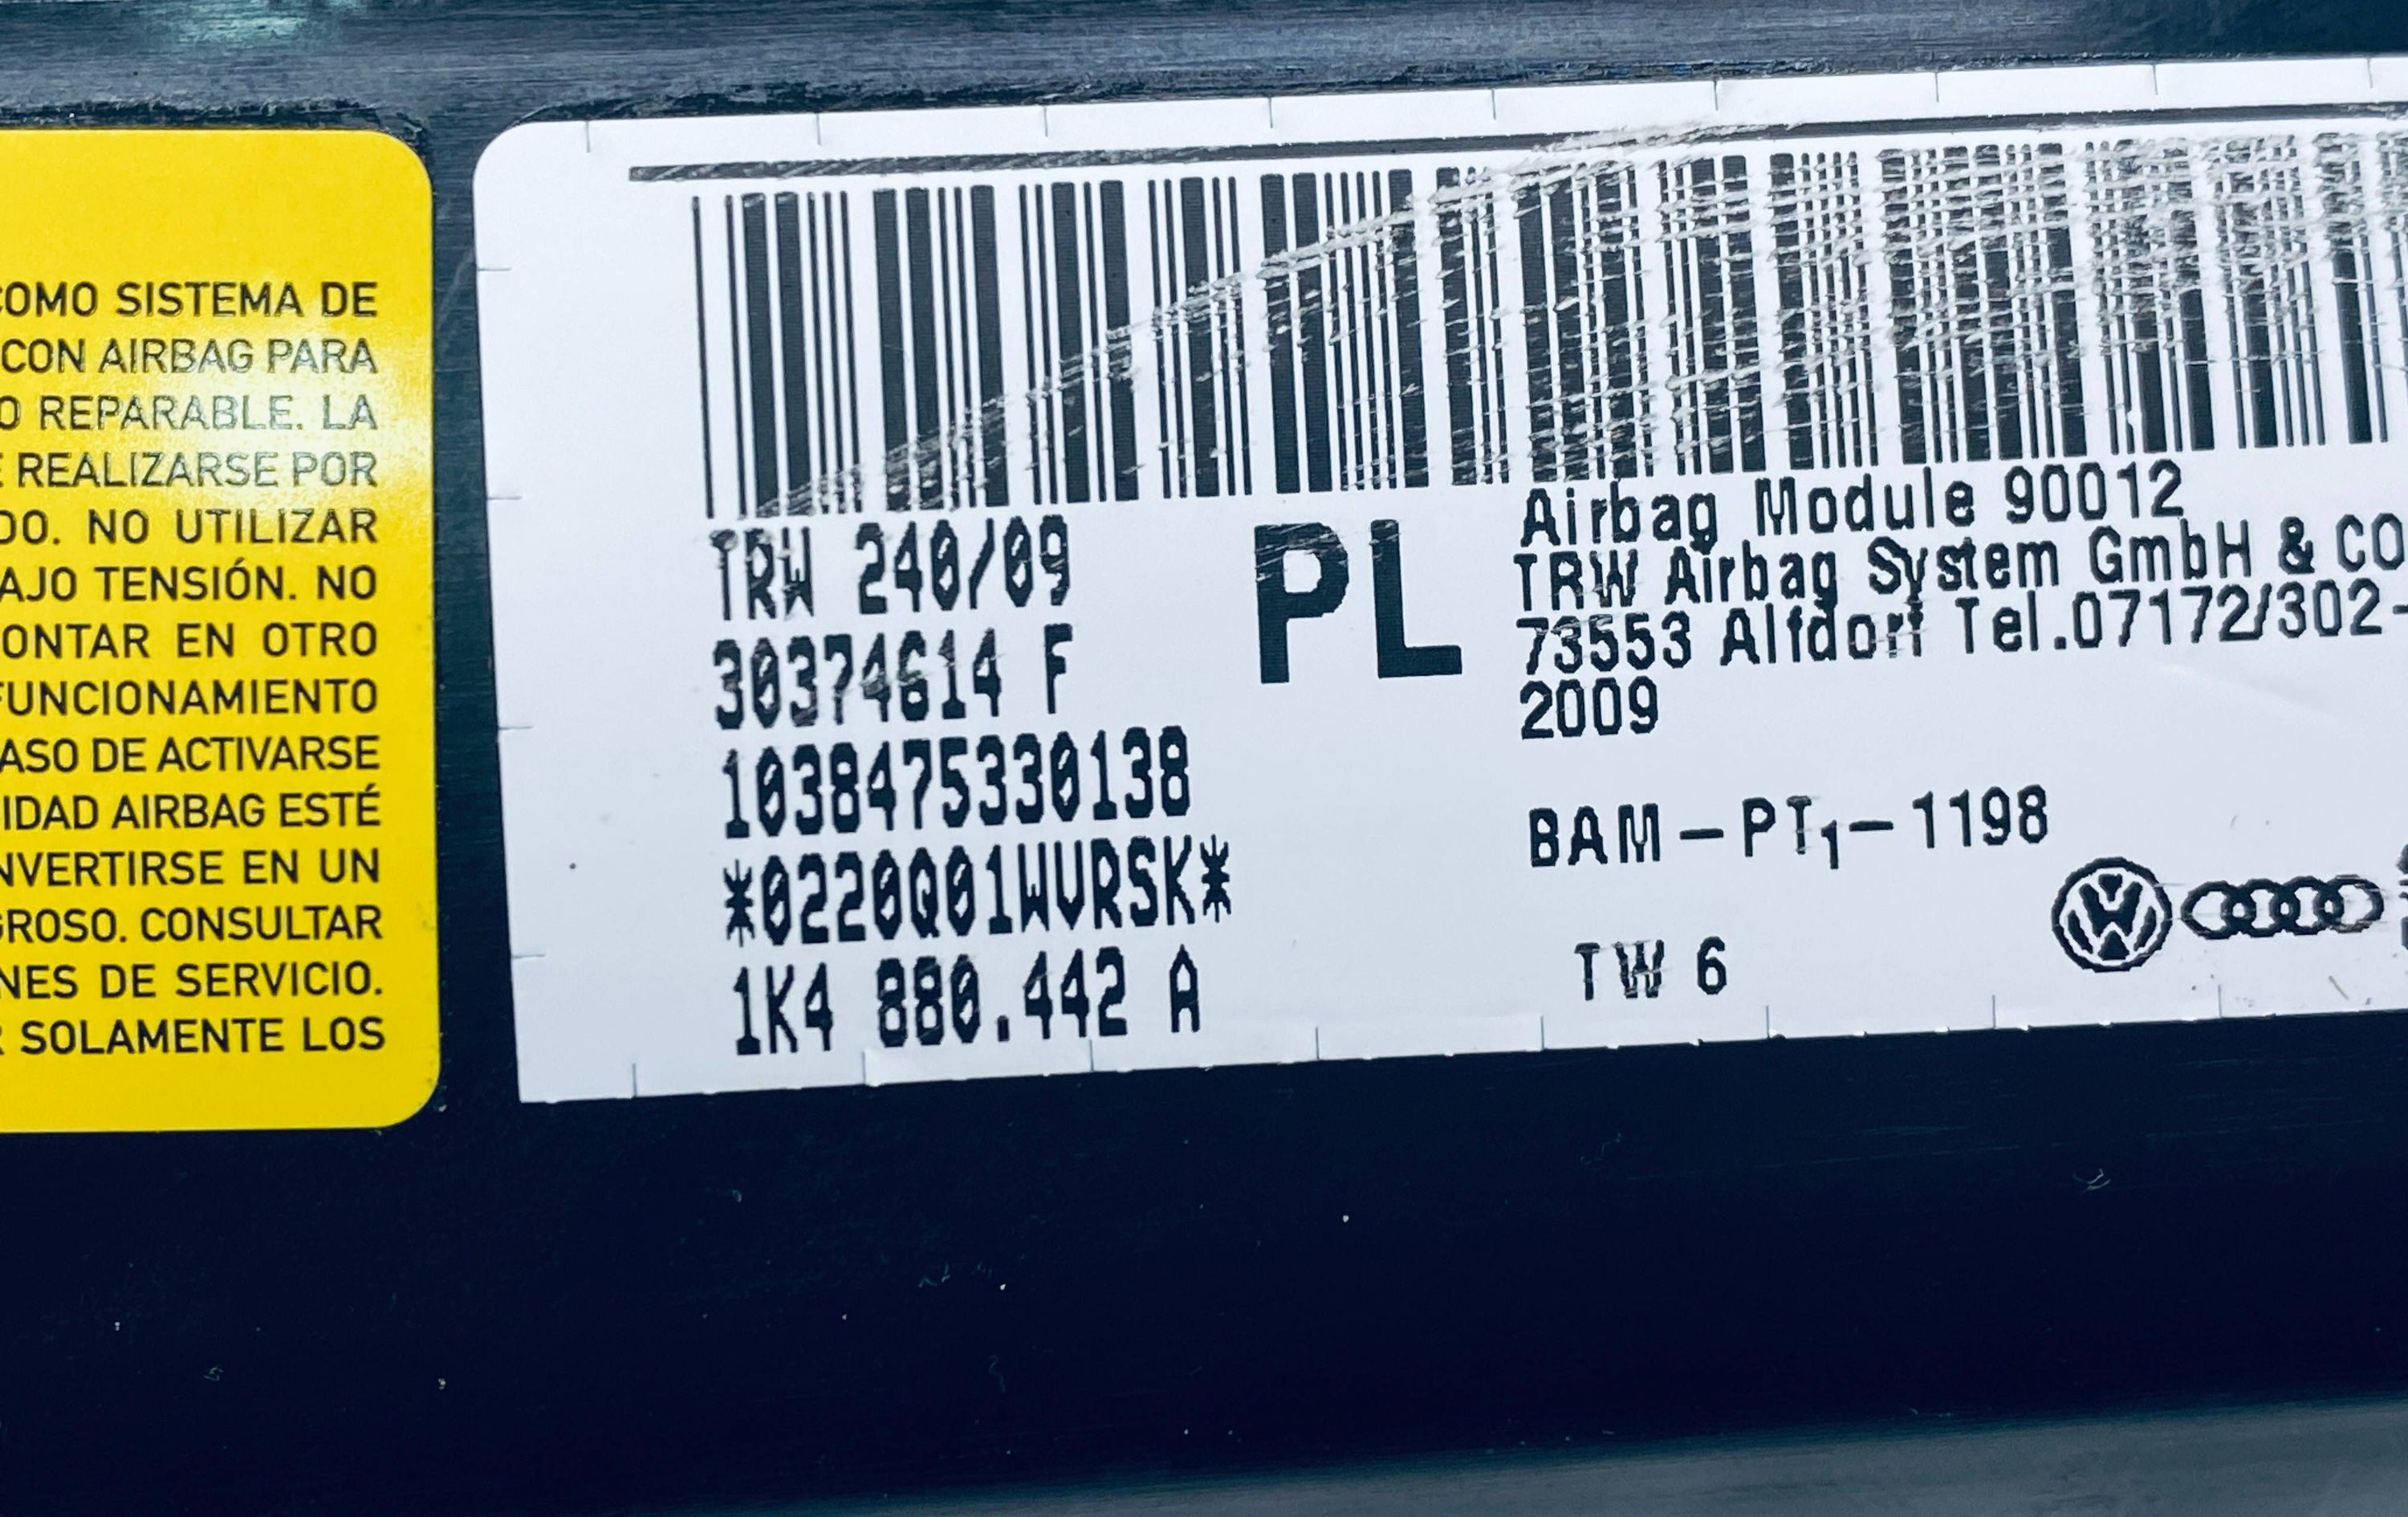 COMO SISTEMA DE
CON AIRBAG PARA
O REPARABLE. LA
E REALIZARSE POR
DO. NO UTILIZAR
AJO TENSIÓN. NO
ONTAR EN OTRO
FUNCIONAMIENTO
ASO DE ACTIVARSE
IDAD AIRBAG ESTÉ
NVERTIRSE EN UN
GROSO. CONSULTAR
NES DE SERVICIO.
R SOLAMENTE LOS
TRW 240/09
30374614 F
1038475330138
*0220Q01WVRSK*
1K4 880.442 A
PL
Airbag Module 90012
TRW Airbag System GmbH & CO
73553 Alfdorf Tel.07172/302-
2009
BAM-PT1-1198
TW 6